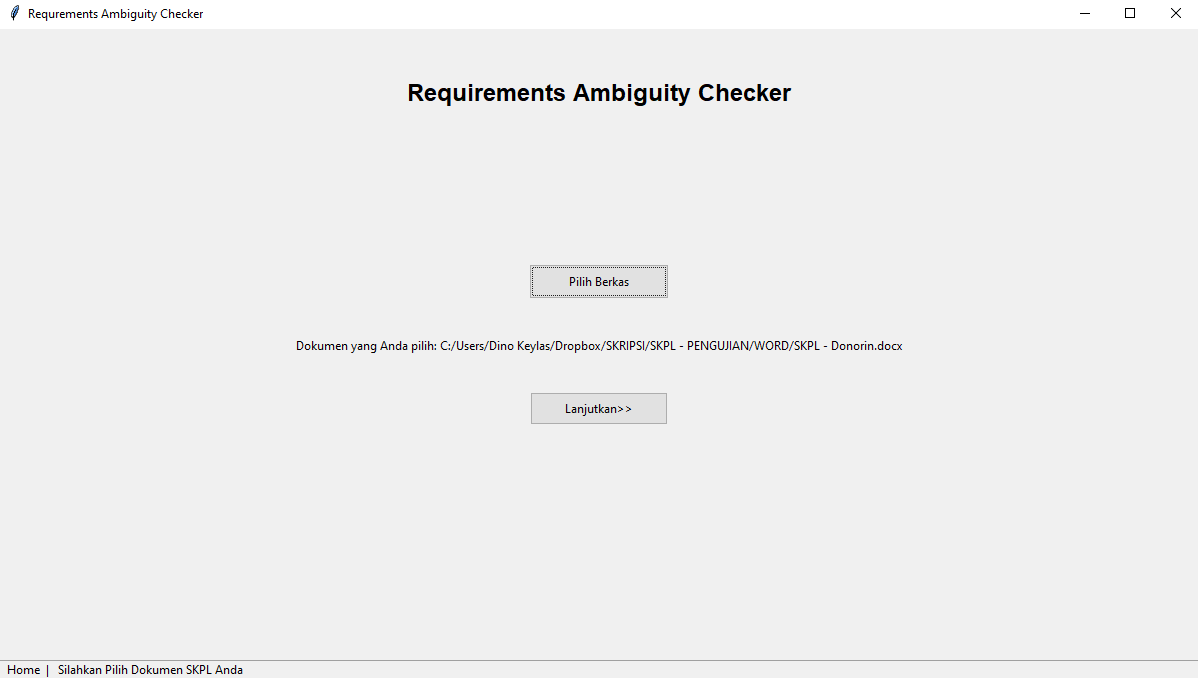 Requrements Ambiguity Checker
Requirements Ambiguity Checker
Pilih Berkas
Dokumen yang Anda pilih: C:/Users/Dino Keylas/Dropbox/SKRIPSI/SKPL - PENGUJIAN/WORD/SKPL - Donorin.docx
Lanjutkan>>
Home | Silahkan Pilih Dokumen SKPL Anda